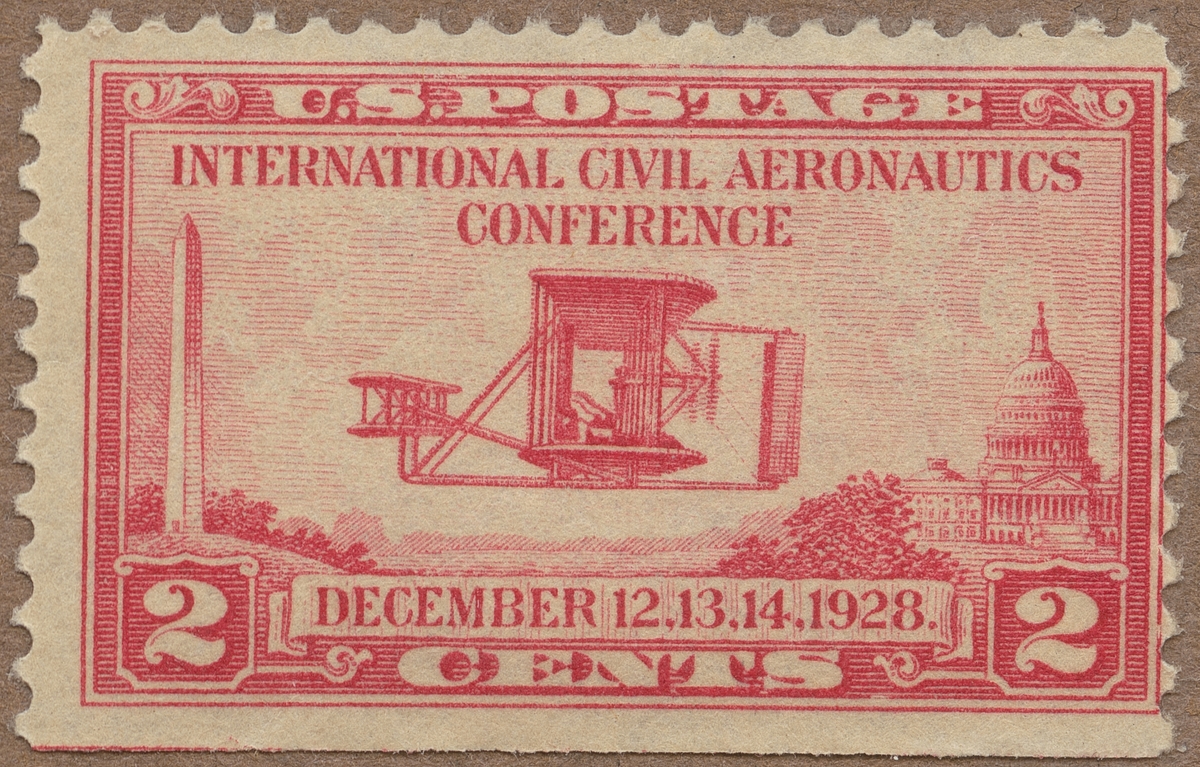 U.S. POSTAGE
INTERNATIONAL CIVIL AERONAUTICS
CONFERENCE
2 DECEMBER 12,13,14,1928. 2
CENTS